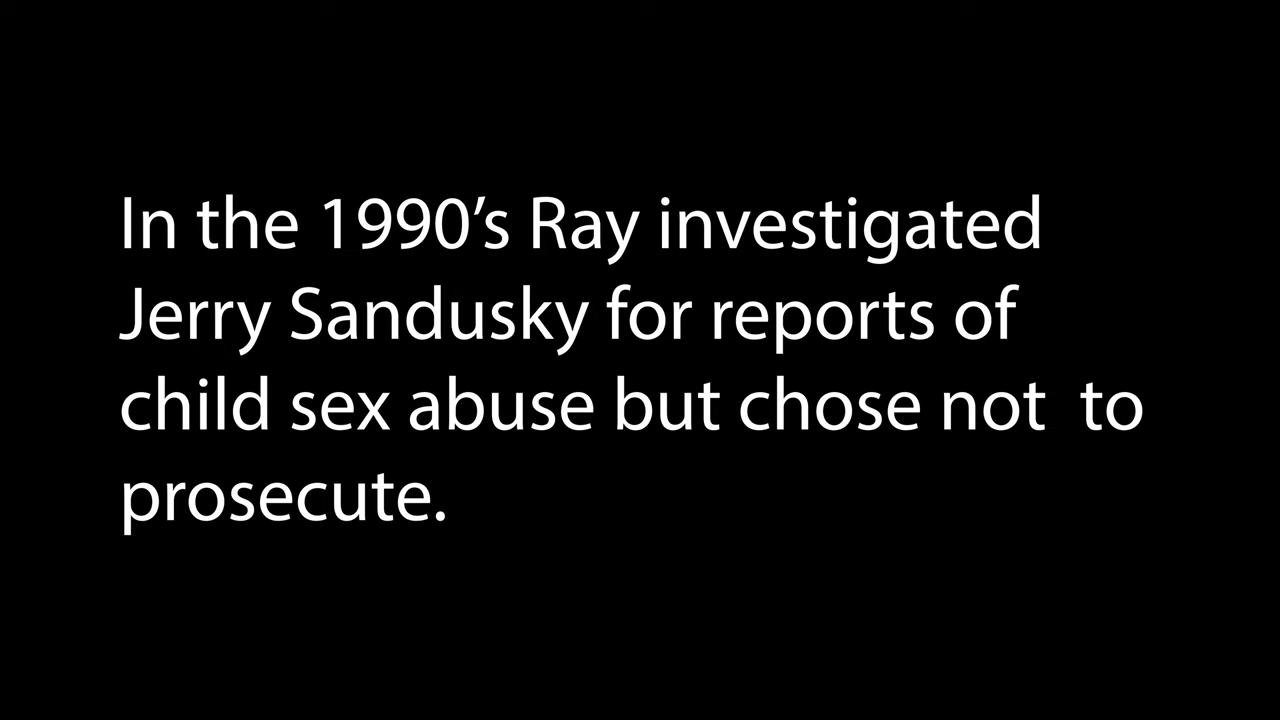 In the 1990’s Ray investigated
Jerry Sandusky for reports of
child sex abuse but chose not  to
prosecute.